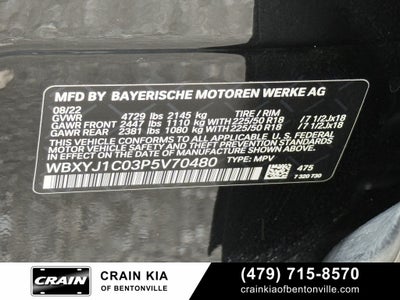 MFD BY BAYERISCHE MOTOREN WERKE AG
08/22
GVWR 4729 lbs 2145 kg TIRE / RIM
GAWR FRONT 2447 lbs 1110 kg WITH 225/50 R18 / 7 1/2Jx18
GAWR REAR 2381 lbs 1080 kg WITH 225/50 R18 / 7 1/2Jx18
THIS VEHICLE CONFORMS TO ALL APPLICABLE U.S. FEDERAL
MOTOR VEHICLE SAFETY, BUMPER, AND THEFT PREVENTION STANDARDS
IN EFFECT ON THE DATE OF MANUFACTURE SHOWN ABOVE.
WBXYJ1C03P5V70480 TYPE: MPV
475
7 320 730
CRAIN
CRAIN KIA
OF BENTONVILLE
(479) 715-8570
crainkiaofbentonville.com